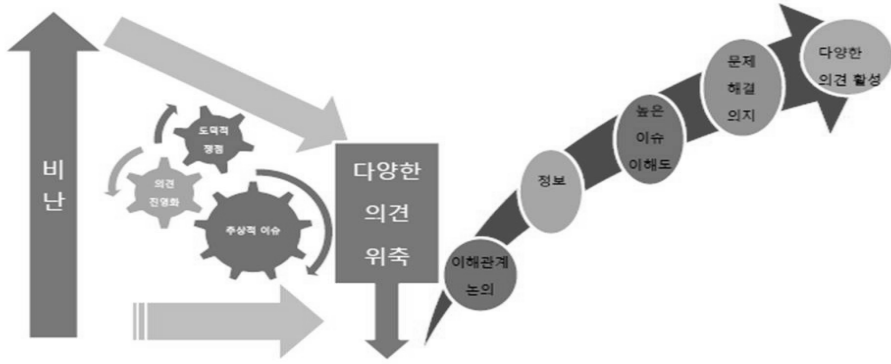 비
난
도덕적
쟁점
의견
진영화
추상적 이슈
다양한
의견
위축
이해관계
논의
정보
높은
이슈
이해도
문제
해결
의지
다양한
의견 활성